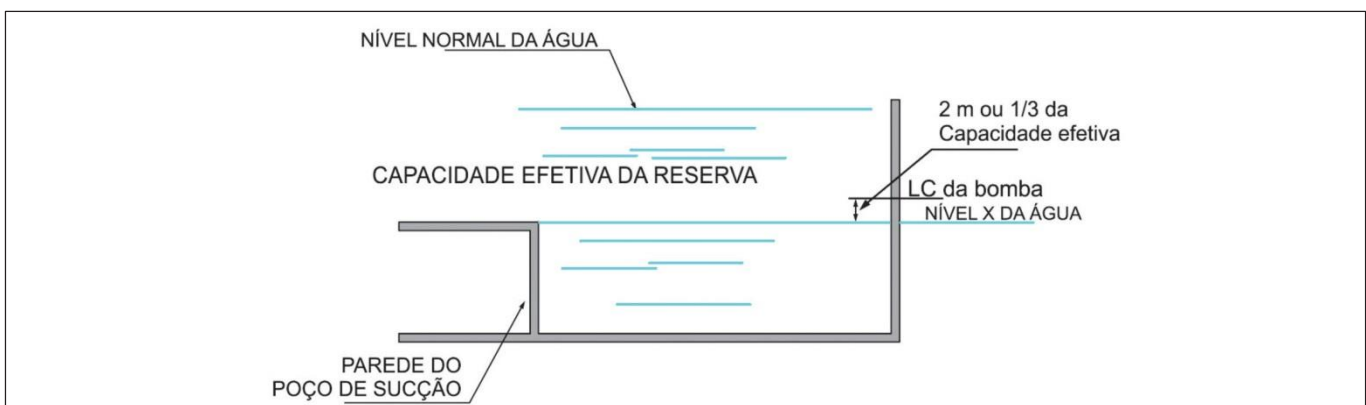 NÍVEL NORMAL DA ÁGUA
2 m ou 1/3 da
Capacidade efetiva
CAPACIDADE EFETIVA DA RESERVA
LC da bomba
NÍVEL X DA ÁGUA
PAREDE DO
POÇO DE SUCÇÃO